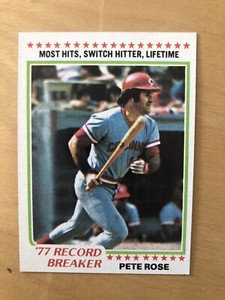 MOST HITS, SWITCH HITTER, LIFETIME
'77 RECORD
BREAKER
PETE ROSE